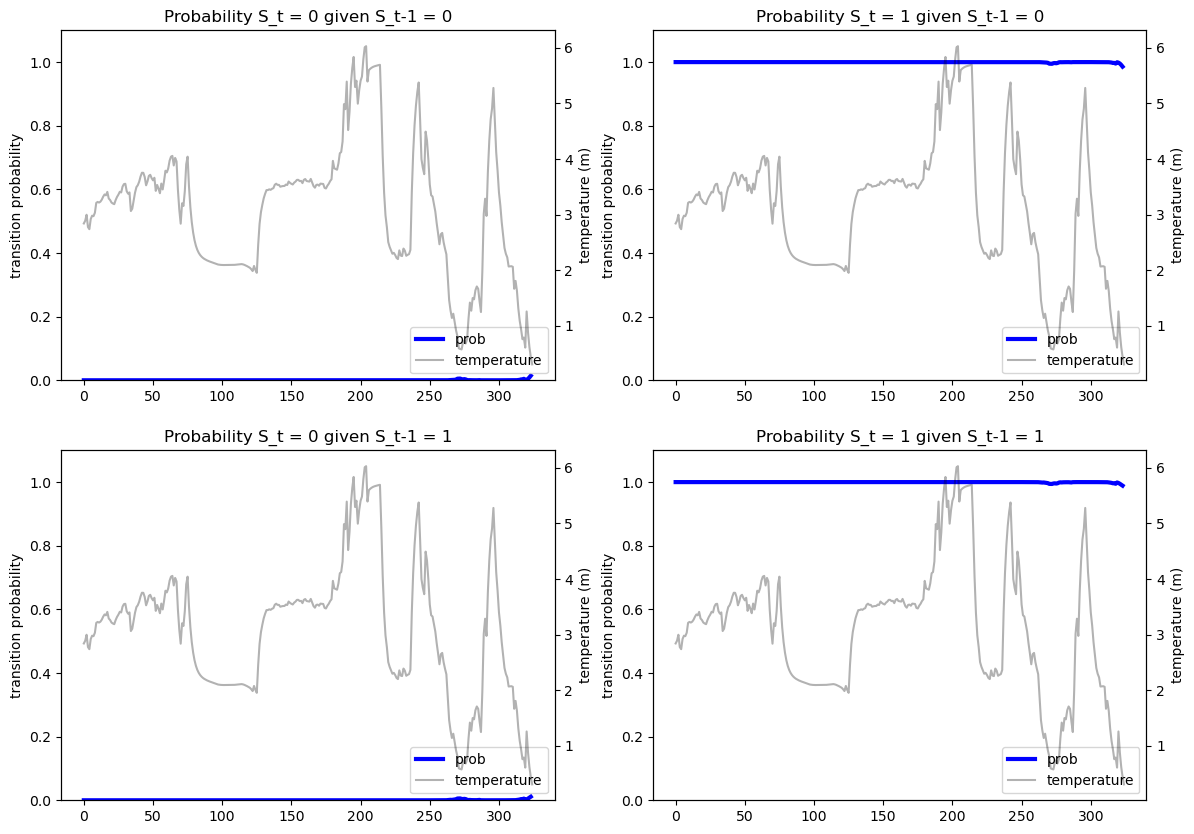 Probability S_t = 0 given S_t-1 = 0
transition probability
1.0
0.8
0.6
0.4
0.2
0.0
0 50 100 150 200 250 300
6
5
4
3
2
1
temperature (m)
prob
temperature
Probability S_t = 1 given S_t-1 = 0
transition probability
1.0
0.8
0.6
0.4
0.2
0.0
0 50 100 150 200 250 300
6
5
4
3
2
1
temperature (m)
prob
temperature
Probability S_t = 0 given S_t-1 = 1
transition probability
1.0
0.8
0.6
0.4
0.2
0.0
0 50 100 150 200 250 300
6
5
4
3
2
1
temperature (m)
prob
temperature
Probability S_t = 1 given S_t-1 = 1
transition probability
1.0
0.8
0.6
0.4
0.2
0.0
0 50 100 150 200 250 300
6
5
4
3
2
1
temperature (m)
prob
temperature